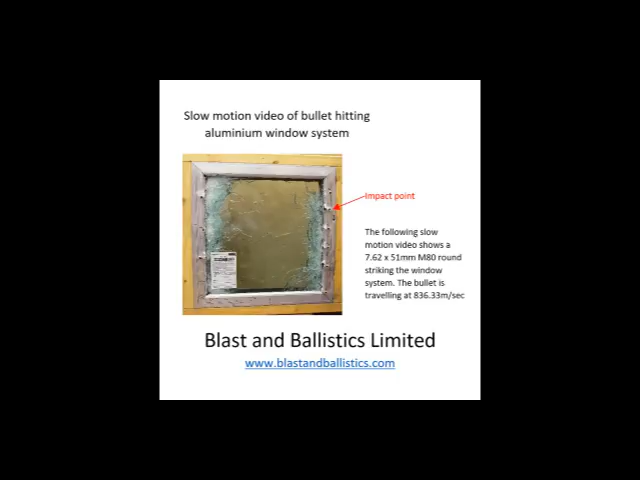 Slow motion video of bullet hitting
aluminium window system
Impact point
The following slow
motion video shows a
7.62 x 51mm M80 round
striking the window
system. The bullet is
travelling at 836.33m/sec
Blast and Ballistics Limited
www.blastandballistics.com